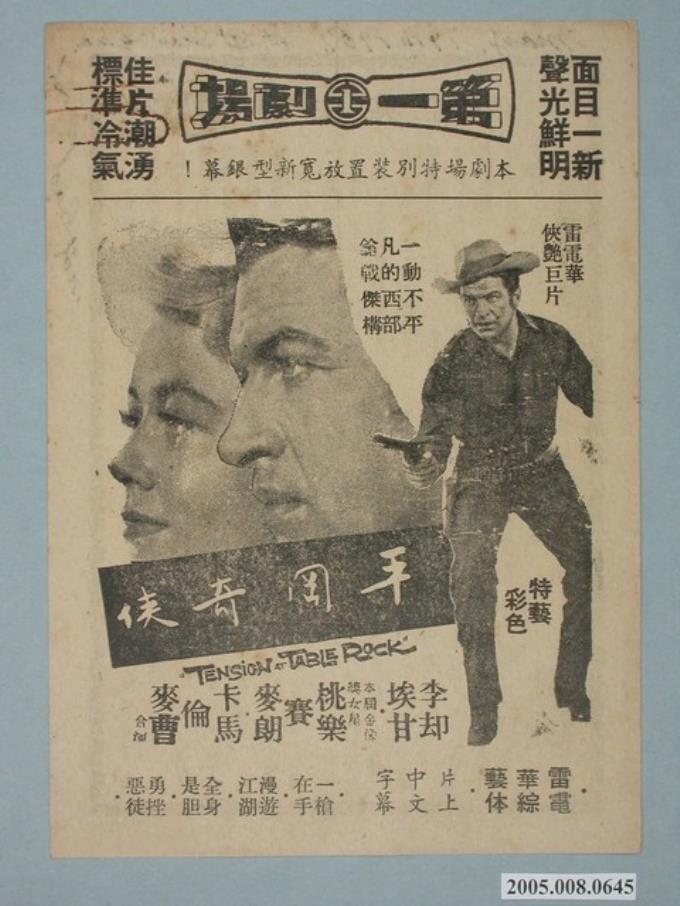 面目一新
聲光鮮明
第一劇場
佳片潮湧
標準冷氣
本劇場特別裝置放寬新型銀幕！
雷電華
俠艷巨片
一動不平
凡的西部
鎗戰傑構
平岡奇俠
"TENSION AT TABLE ROCK"
特藝
彩色
李却
埃甘
本屆金像
獎女星
桃樂
賽
麥朗
卡馬
倫
麥曹
合演
雷電
華綜
藝体
片上
中文
字幕
一槍
在手
漫遊
江湖
全身
是胆
勇挫
惡徒
2005.008.0645